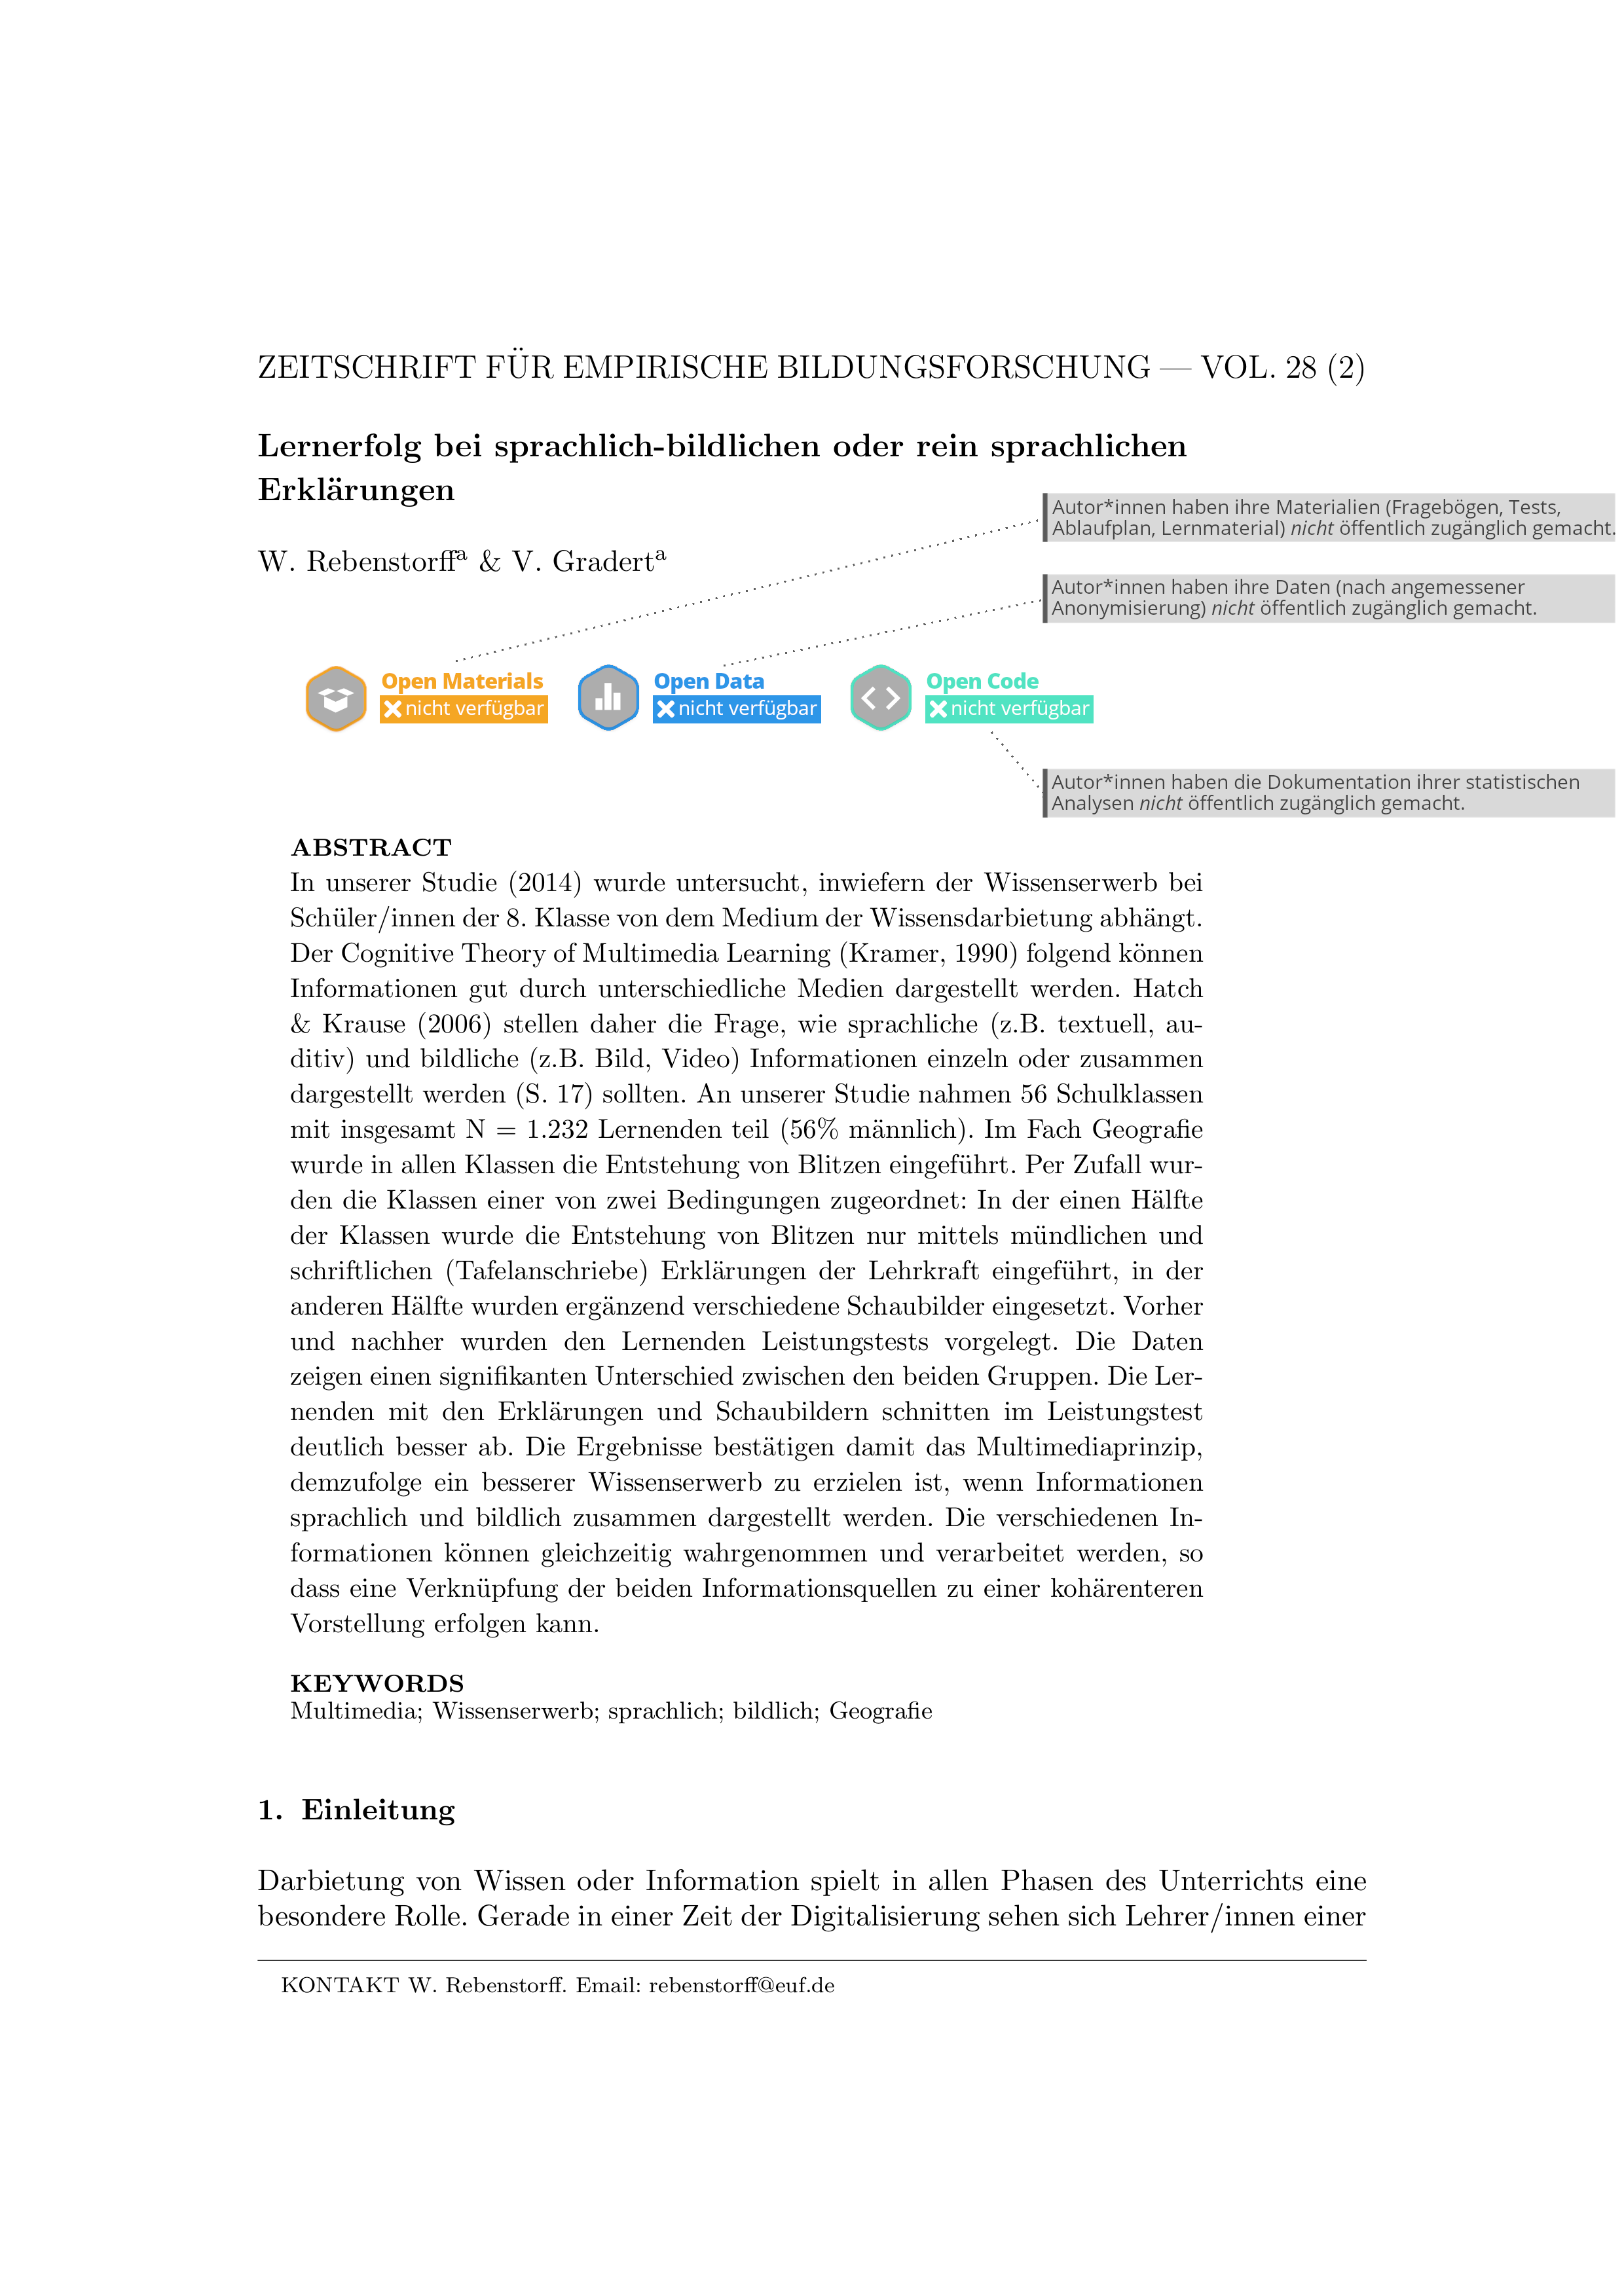 ZEITSCHRIFT FÜR EMPIRISCHE BILDUNGSFORSCHUNG — VOL. 28 (2)
Lernerfolg bei sprachlich-bildlichen oder rein sprachlichen
Erklärungen
Autor*innen haben ihre Materialien (Fragebögen, Tests,
Ablaufplan, Lernmaterial) nicht öffentlich zugänglich gemacht.
W. Rebenstorffa & V. Graderta
Autor*innen haben ihre Daten (nach angemessener
Anonymisierung) nicht öffentlich zugänglich gemacht.
Open Materials
nicht verfügbar
Open Data
nicht verfügbar
Open Code
nicht verfügbar
Autor*innen haben die Dokumentation ihrer statistischen
Analysen nicht öffentlich zugänglich gemacht.
ABSTRACT
In unserer Studie (2014) wurde untersucht, inwiefern der Wissenserwerb bei
Schüler/innen der 8. Klasse von dem Medium der Wissensdarbietung abhängt.
Der Cognitive Theory of Multimedia Learning (Kramer, 1990) folgend können
Informationen gut durch unterschiedliche Medien dargestellt werden. Hatch
& Krause (2006) stellen daher die Frage, wie sprachliche (z.B. textuell, au-
ditiv) und bildliche (z.B. Bild, Video) Informationen einzeln oder zusammen
dargestellt werden (S. 17) sollten. An unserer Studie nahmen 56 Schulklassen
mit insgesamt N = 1.232 Lernenden teil (56% männlich). Im Fach Geografie
wurde in allen Klassen die Entstehung von Blitzen eingeführt. Per Zufall wur-
den die Klassen einer von zwei Bedingungen zugeordnet: In der einen Hälfte
der Klassen wurde die Entstehung von Blitzen nur mittels mündlichen und
schriftlichen (Tafelanschriebe) Erklärungen der Lehrkraft eingeführt, in der
anderen Hälfte wurden ergänzend verschiedene Schaubilder eingesetzt. Vorher
und nachher wurden den Lernenden Leistungstests vorgelegt. Die Daten
zeigen einen signifikanten Unterschied zwischen den beiden Gruppen. Die Ler-
nenden mit den Erklärungen und Schaubildern schnitten im Leistungstest
deutlich besser ab. Die Ergebnisse bestätigen damit das Multimediaprinzip,
demzufolge ein besserer Wissenserwerb zu erzielen ist, wenn Informationen
sprachlich und bildlich zusammen dargestellt werden. Die verschiedenen In-
formationen können gleichzeitig wahrgenommen und verarbeitet werden, so
dass eine Verknüpfung der beiden Informationsquellen zu einer kohärenteren
Vorstellung erfolgen kann.
KEYWORDS
Multimedia; Wissenserwerb; sprachlich; bildlich; Geografie
1. Einleitung
Darbietung von Wissen oder Information spielt in allen Phasen des Unterrichts eine
besondere Rolle. Gerade in einer Zeit der Digitalisierung sehen sich Lehrer/innen einer
KONTAKT W. Rebenstorff. Email: rebenstorff@euf.de